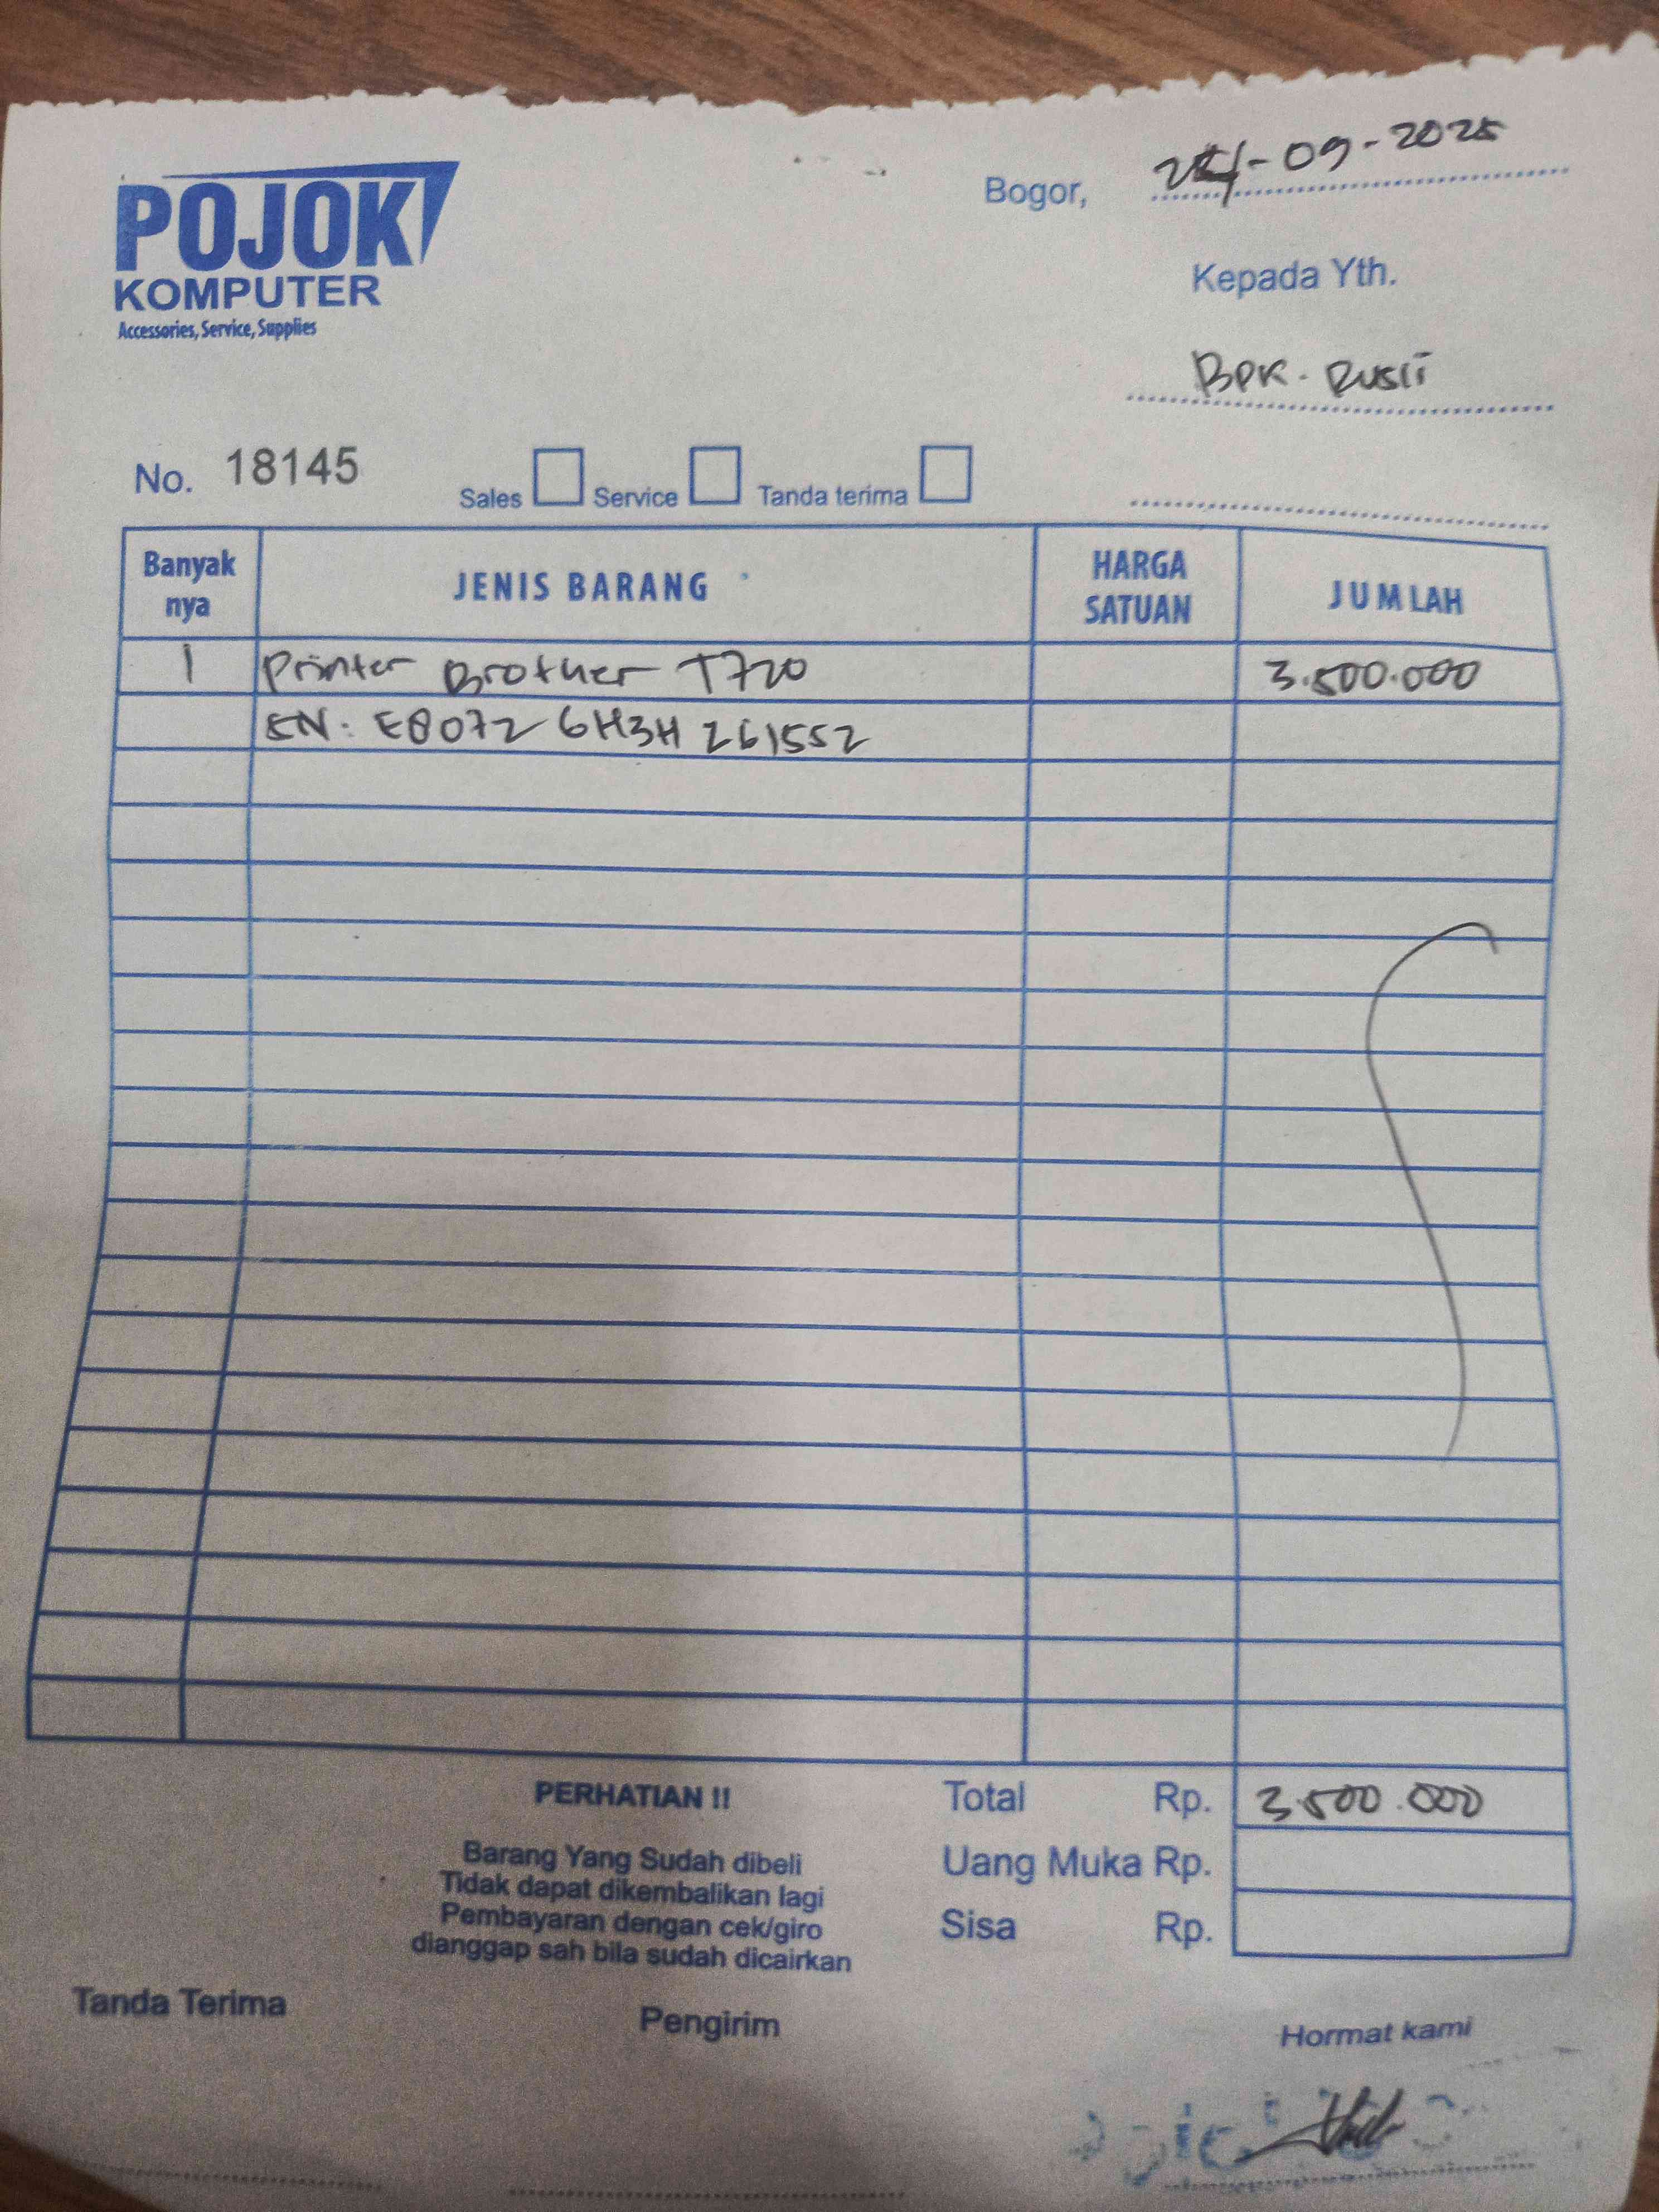 POJOK
KOMPUTER
Accessories, Service, Supplies
Bogor, 24-09-2025
Kepada Yth.
BPK. Rusli
No. 18145
Sales Service Tanda terima
Banyak nya JENIS BARANG HARGA SATUAN JUMLAH
1 Printer Brother T720 3.500.000
SN: E80726H3H261552
PERHATIAN !!
Barang Yang Sudah dibeli
Tidak dapat dikembalikan lagi
Pembayaran dengan cek/giro
dianggap sah bila sudah dicairkan
Total Rp. 3.500.000
Uang Muka Rp.
Sisa Rp.
Tanda Terima
Pengirim
Hormat kami